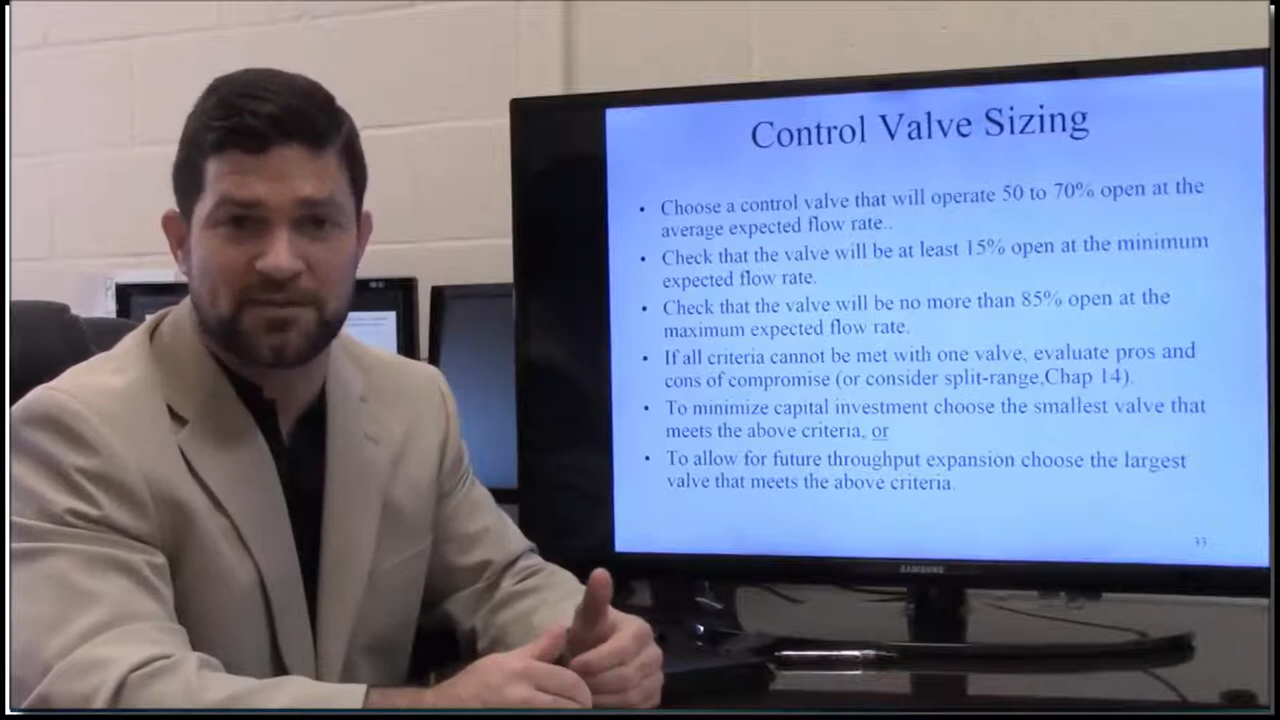 Control Valve Sizing
• Choose a control valve that will operate 50 to 70% open at the
average expected flow rate..
• Check that the valve will be at least 15% open at the minimum
expected flow rate.
• Check that the valve will be no more than 85% open at the
maximum expected flow rate.
• If all criteria cannot be met with one valve, evaluate pros and
cons of compromise (or consider split-range,Chap 14).
• To minimize capital investment choose the smallest valve that
meets the above criteria, or
• To allow for future throughput expansion choose the largest
valve that meets the above criteria.
33
SAMSUNG